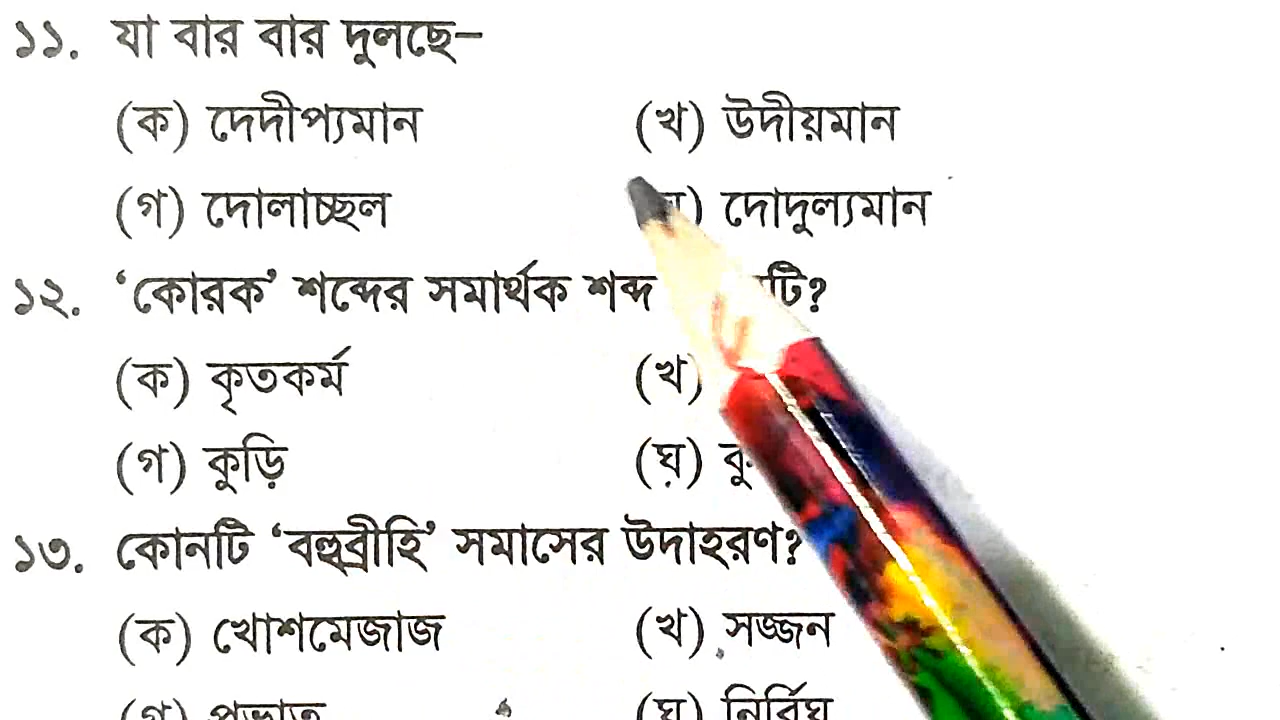 ১১. যা বার বার দুলছে–
(ক) দেদীপ্যমান (খ) উদীয়মান
(গ) দোলাচ্ছল দোদুল্যমান
১২. ‘কোরক’ শব্দের সমার্থক শব্দ
(ক) কৃতকর্ম (খ)
(গ) কুড়ি (ঘ)
১৩. কোনটি ‘বহুব্রীহি’ সমাসের উদাহরণ?
(ক) খোশমেজাজ (খ) সজ্জন
(গ) প্রভাত (ঘ) নির্বিঘ্ন